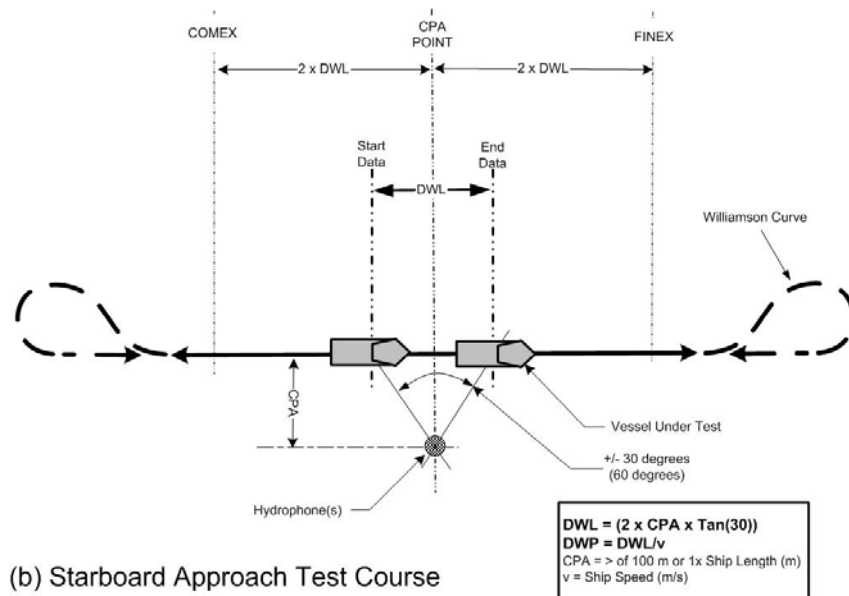 COMEX
CPA
POINT
FINEX
2 x DWL
2 x DWL
Start
Data
End
Data
DWL
Williamson Curve
CPA
Vessel Under Test
+/- 30 degrees
(60 degrees)
Hydrophone(s)
DWL = (2 x CPA x Tan(30))
DWP = DWL/v
CPA = > of 100 m or 1x Ship Length (m)
v = Ship Speed (m/s)
(b) Starboard Approach Test Course